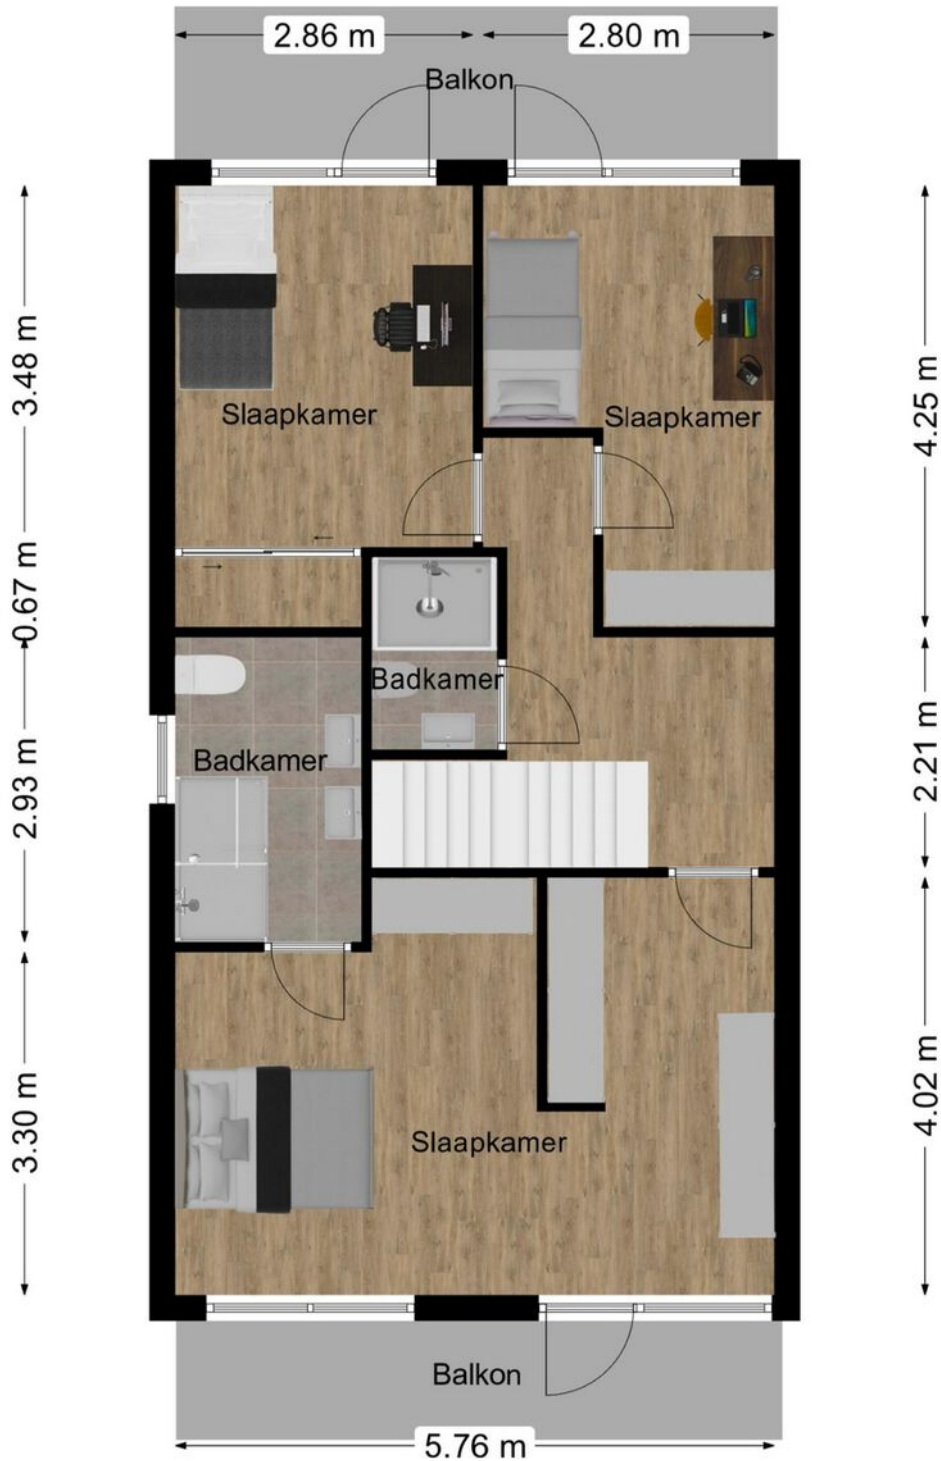 2.86 m
2.80 m
Balkon
3.48 m
4.25 m
Slaapkamer
Slaapkamer
0.67 m
Badkamer
2.21 m
2.93 m
Badkamer
4.02 m
3.30 m
Slaapkamer
Balkon
5.76 m